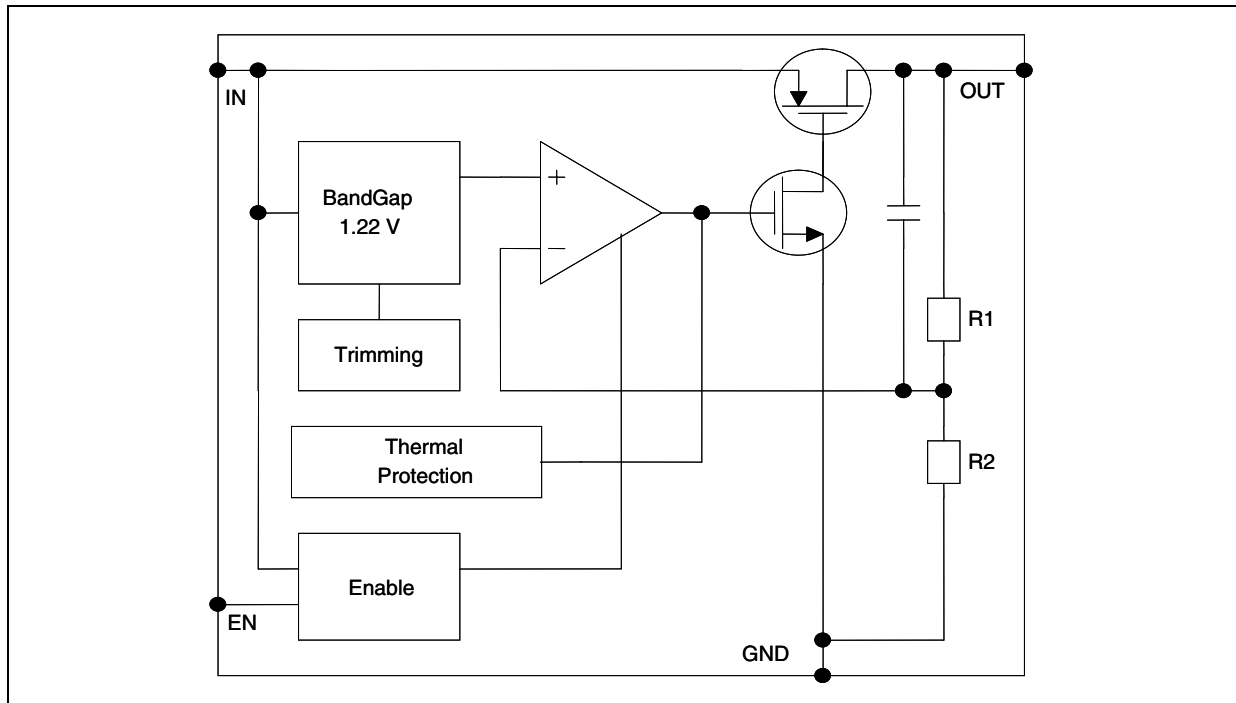 IN
OUT
BandGap
1.22 V
+
−
R1
Trimming
Thermal
Protection
R2
Enable
EN
GND